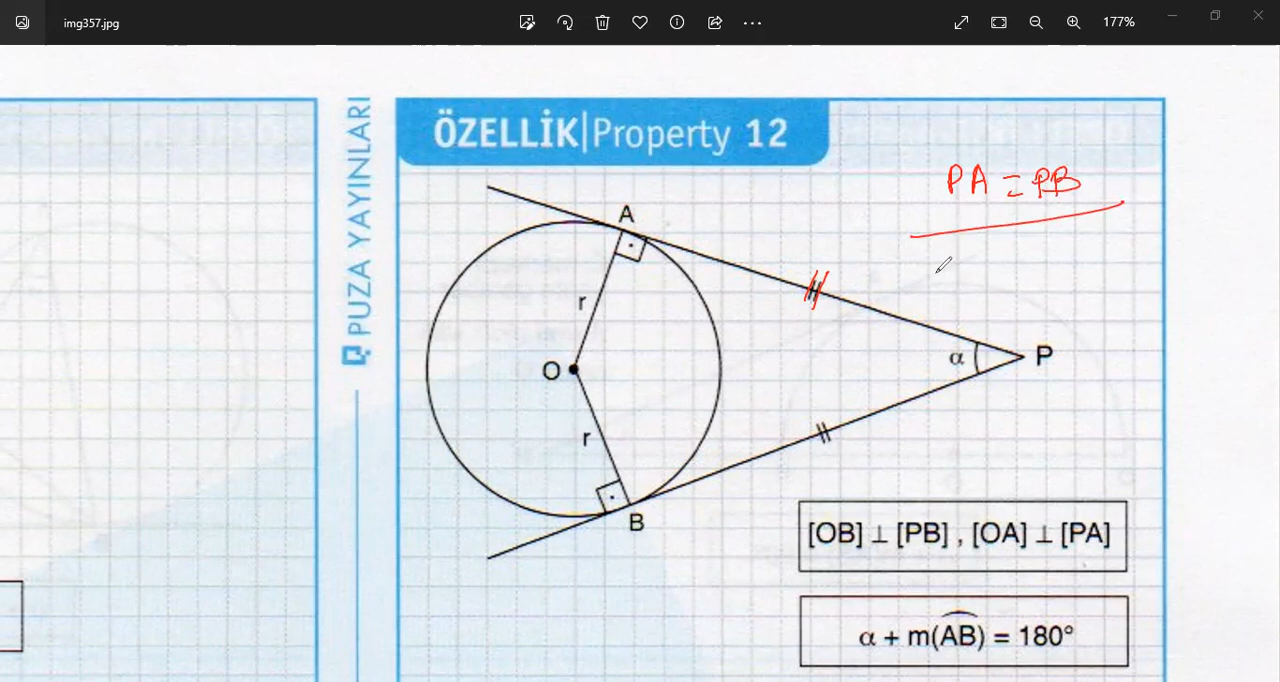 img357.jpg
177%
PUZA YAYINLARI
ÖZELLİK|Property 12
PA = PB
A
r
O
α
P
r
B
[OB] ⊥ [PB] , [OA] ⊥ [PA]
α + m(AB) = 180°